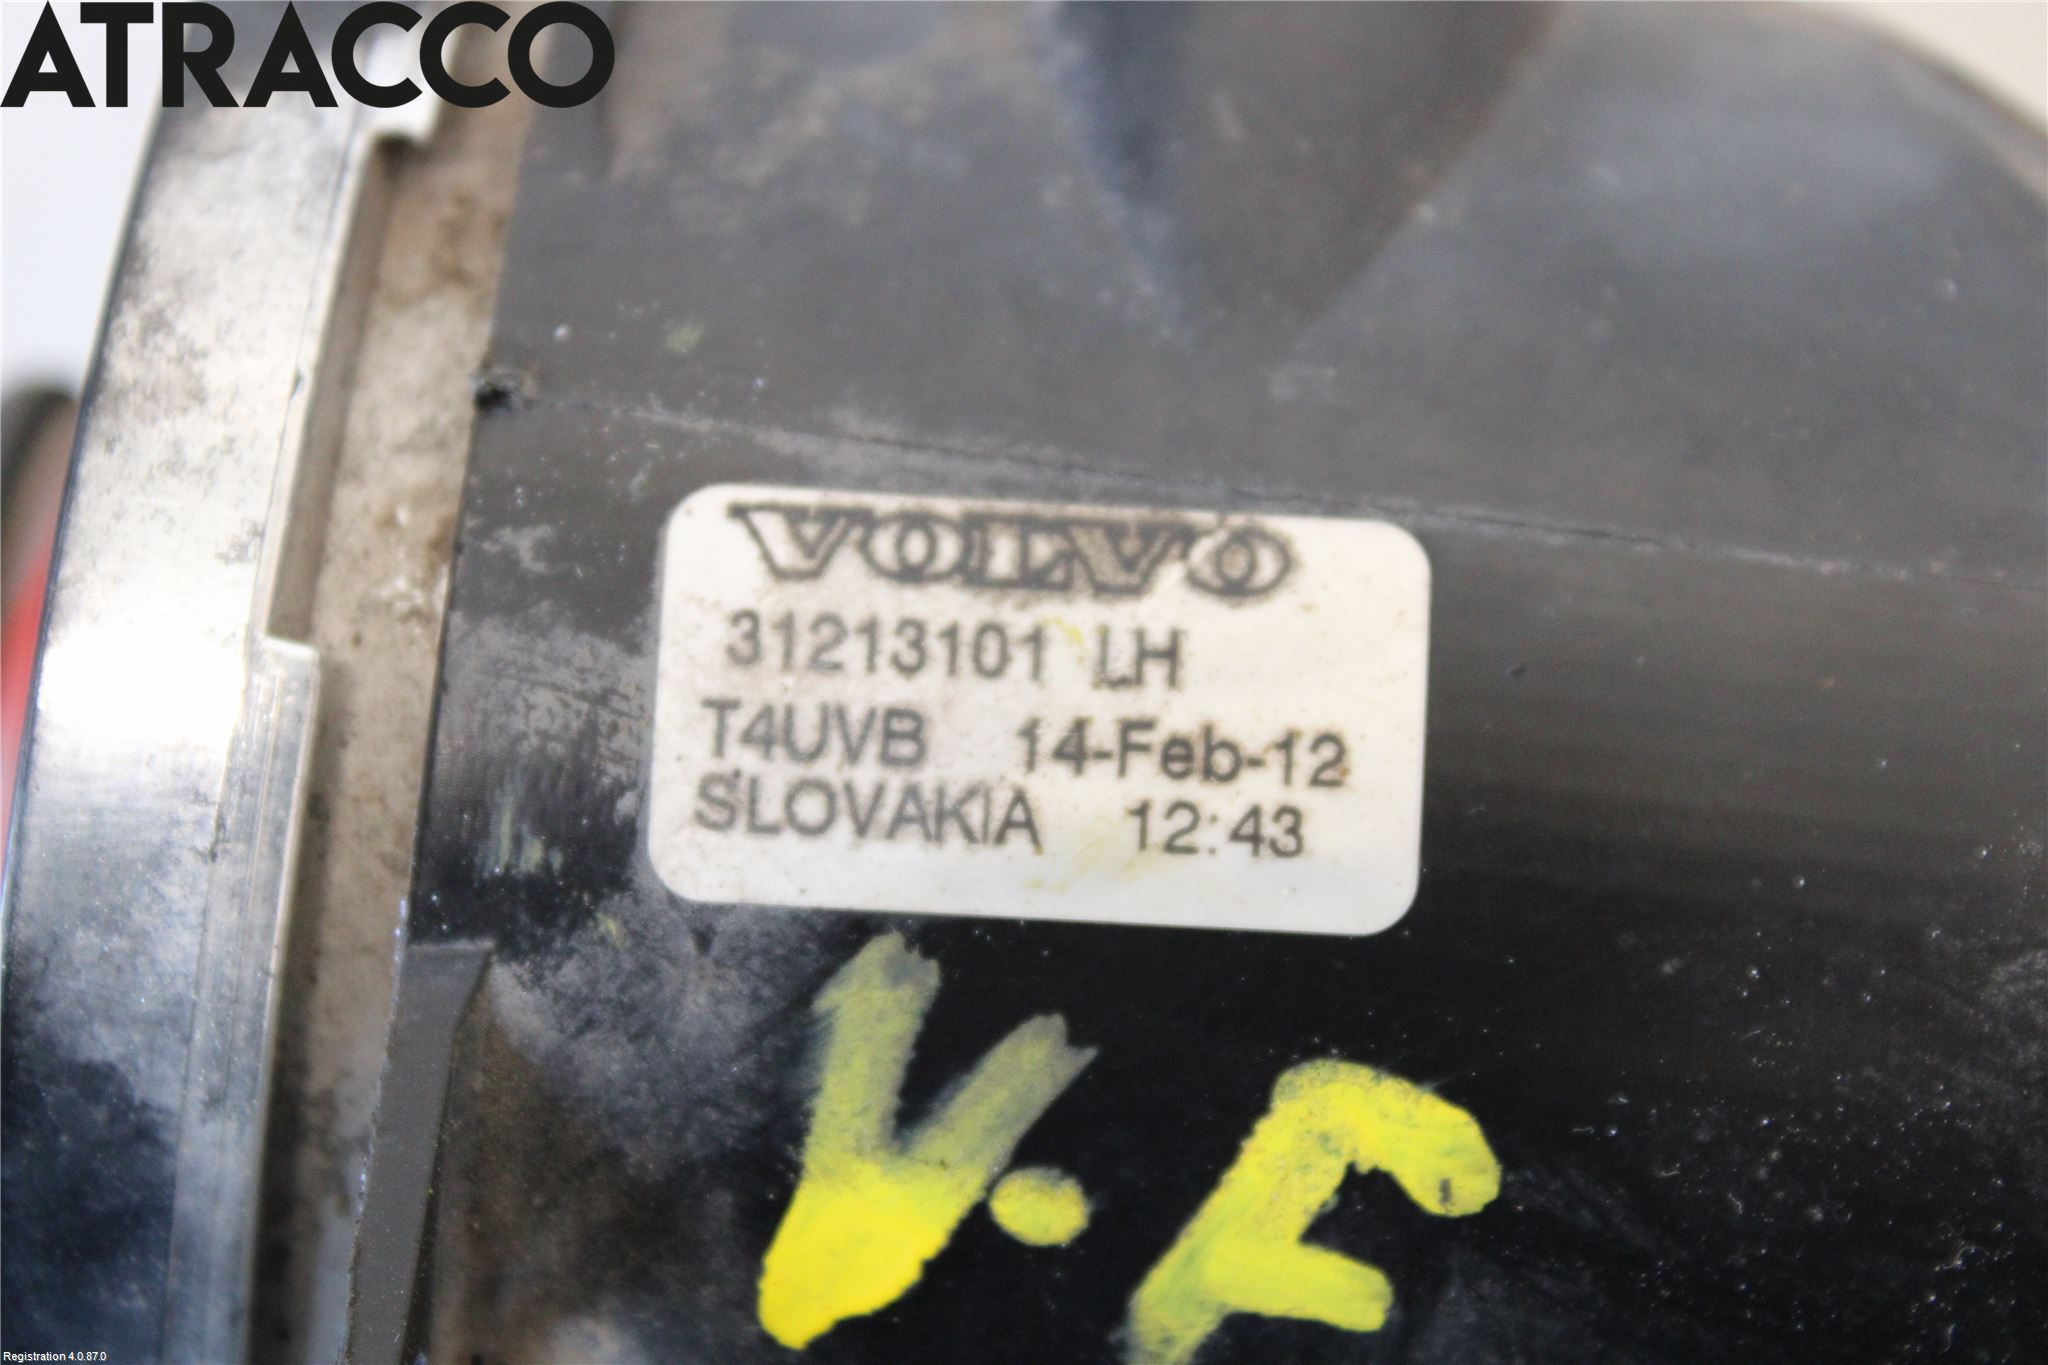 ATRACCO
VOLVO
31213101 LH
T4UVB 14-Feb-12
SLOVAKIA 12:43
V.F
Registration 4.0.87.0